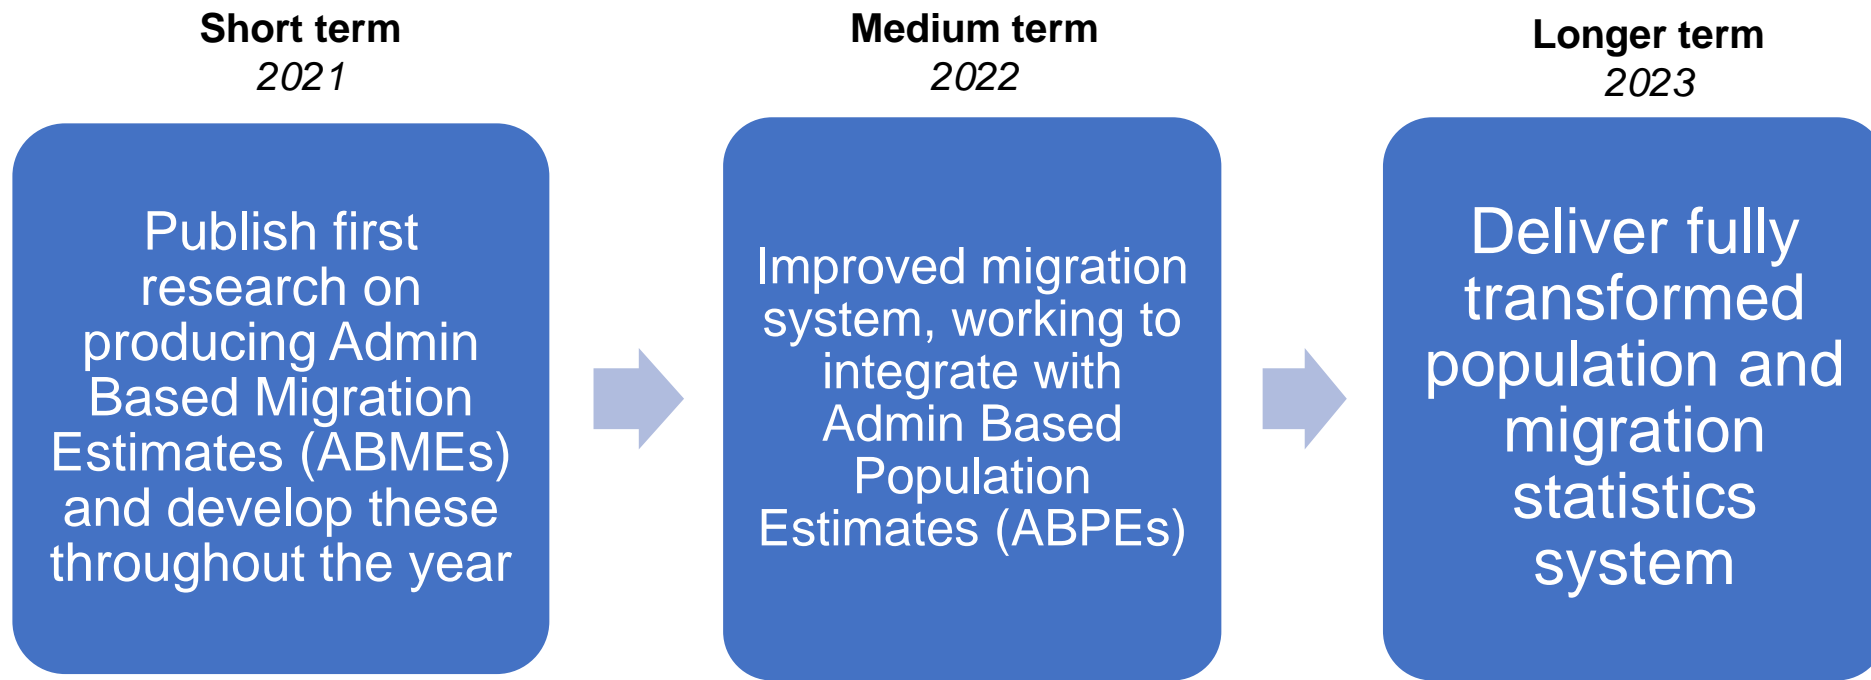 Short term
2021
Publish first
research on
producing Admin
Based Migration
Estimates (ABMEs)
and develop these
throughout the year
Medium term
2022
Improved migration
system, working to
integrate with
Admin Based
Population
Estimates (ABPEs)
Longer term
2023
Deliver fully
transformed
population and
migration
statistics
system